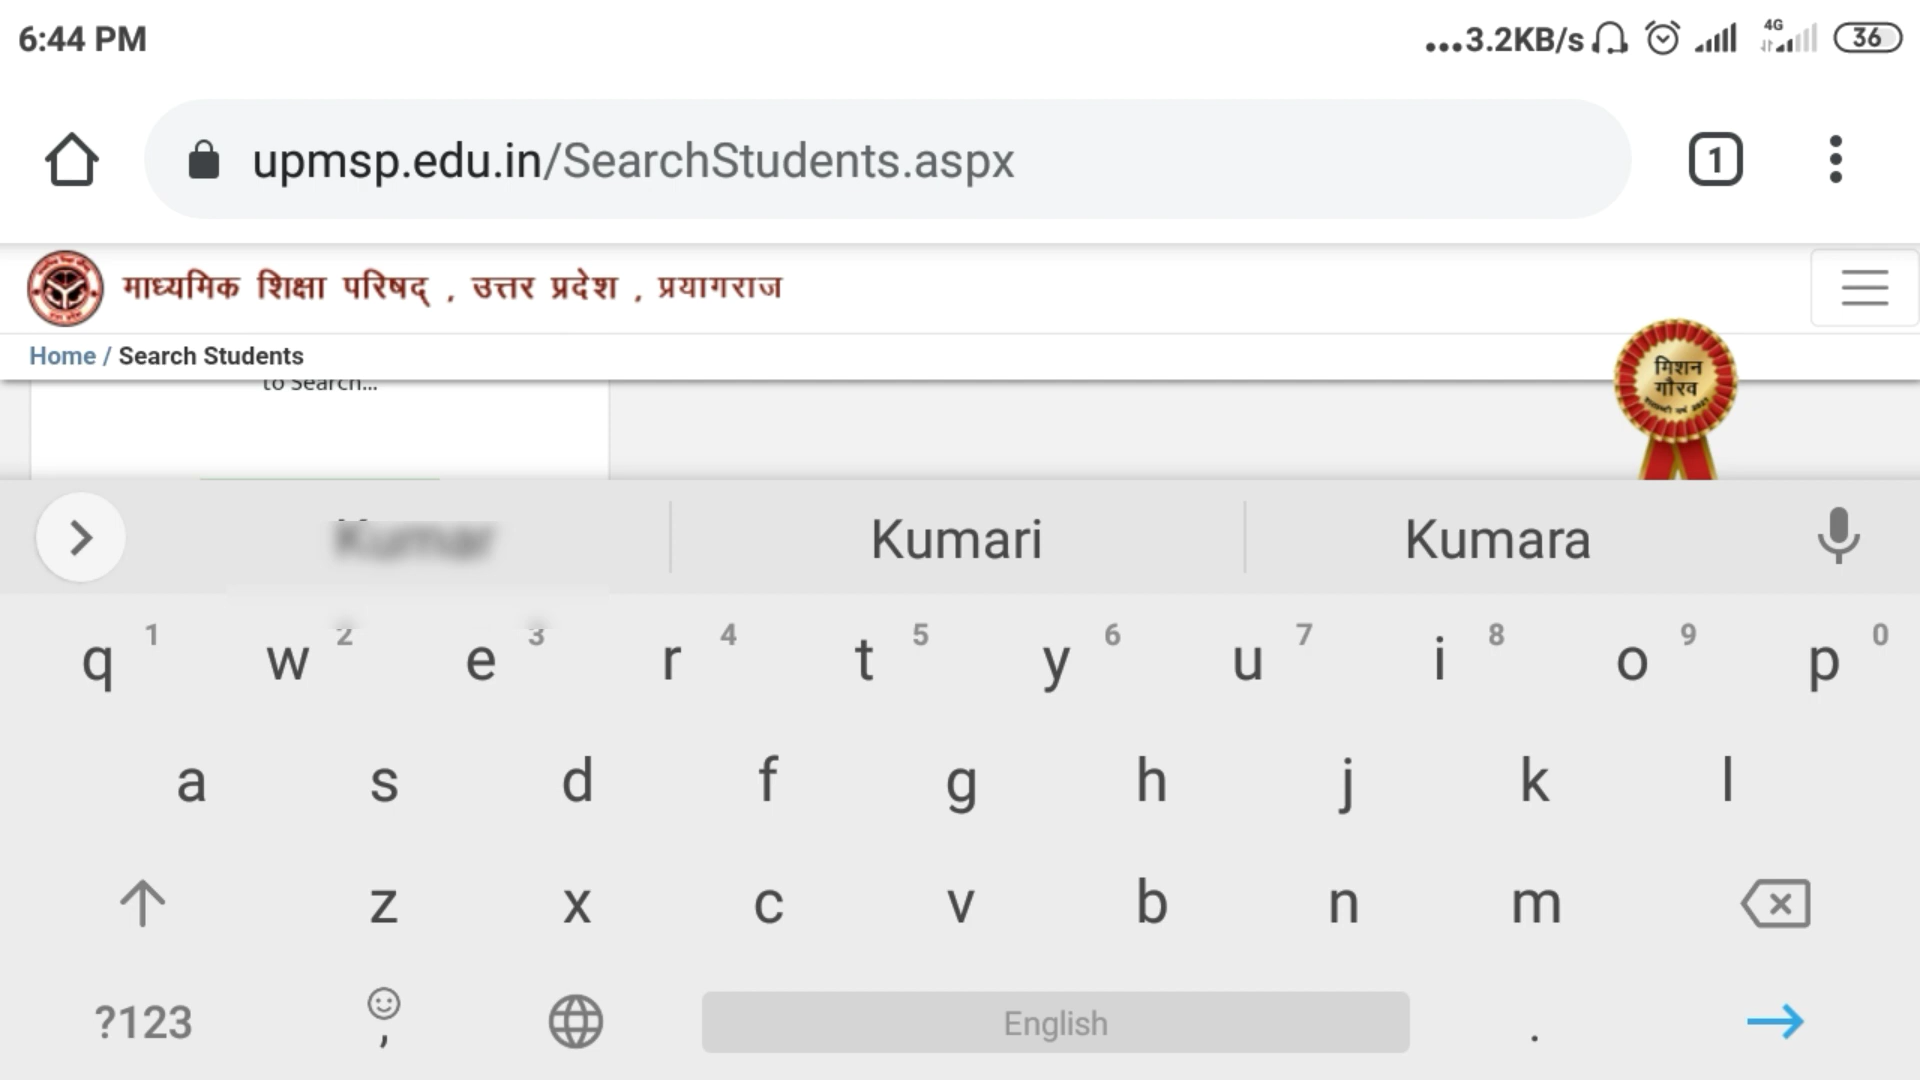 6:44 PM
...3.2KB/s 4G 36
upmsp.edu.in/SearchStudents.aspx 1
माध्यमिक शिक्षा परिषद् , उत्तर प्रदेश , प्रयागराज
Home / Search Students
to Search...
मिशन
गौरव
Kumari Kumara
q 1 w 2 e 3 r 4 t 5 y 6 u 7 i 8 o 9 p 0
a s d f g h j k l
z x c v b n m
?123 , English .